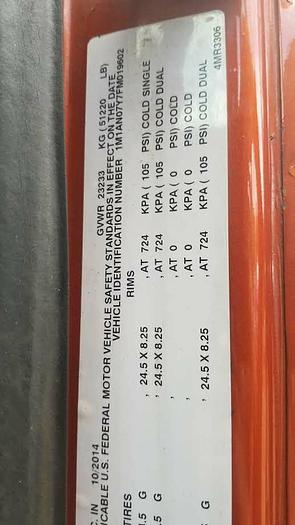 C. IN 10/2014 GVWR 23233 KG ( 51220 LB)
ICABLE U.S. FEDERAL MOTOR VEHICLE SAFETY STANDARDS IN EFFECT ON THE DATE
VEHICLE IDENTIFICATION NUMBER 1M1AN07Y7FM019602
TIRES RIMS
.5 G , 24.5 X 8.25 , AT 724 KPA ( 105 PSI) COLD SINGLE
.5 G , 24.5 X 8.25 , AT 724 KPA ( 105 PSI) COLD DUAL
, , AT 0 KPA ( 0 PSI) COLD
, , AT 0 KPA ( 0 PSI) COLD
G , 24.5 X 8.25 , AT 724 KPA ( 105 PSI) COLD DUAL
4MR3306